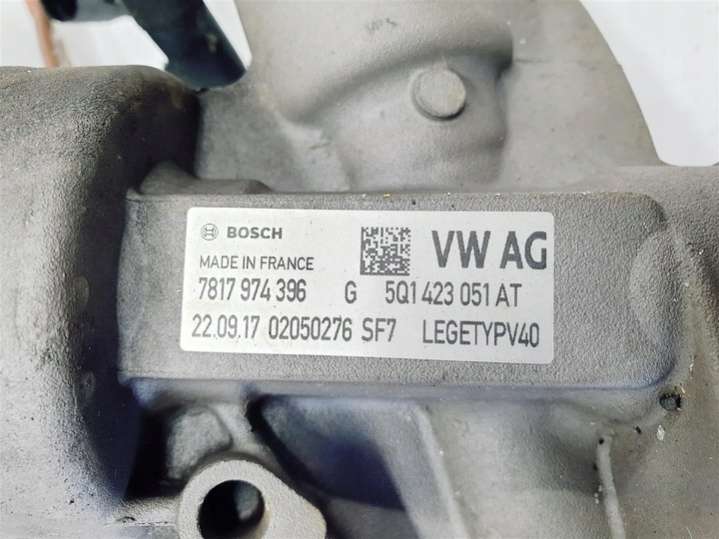 BOSCH VW AG
MADE IN FRANCE
7817 974 396 G 5Q1 423 051 AT
22.09.17 02050276 SF7 LEGETYPV40